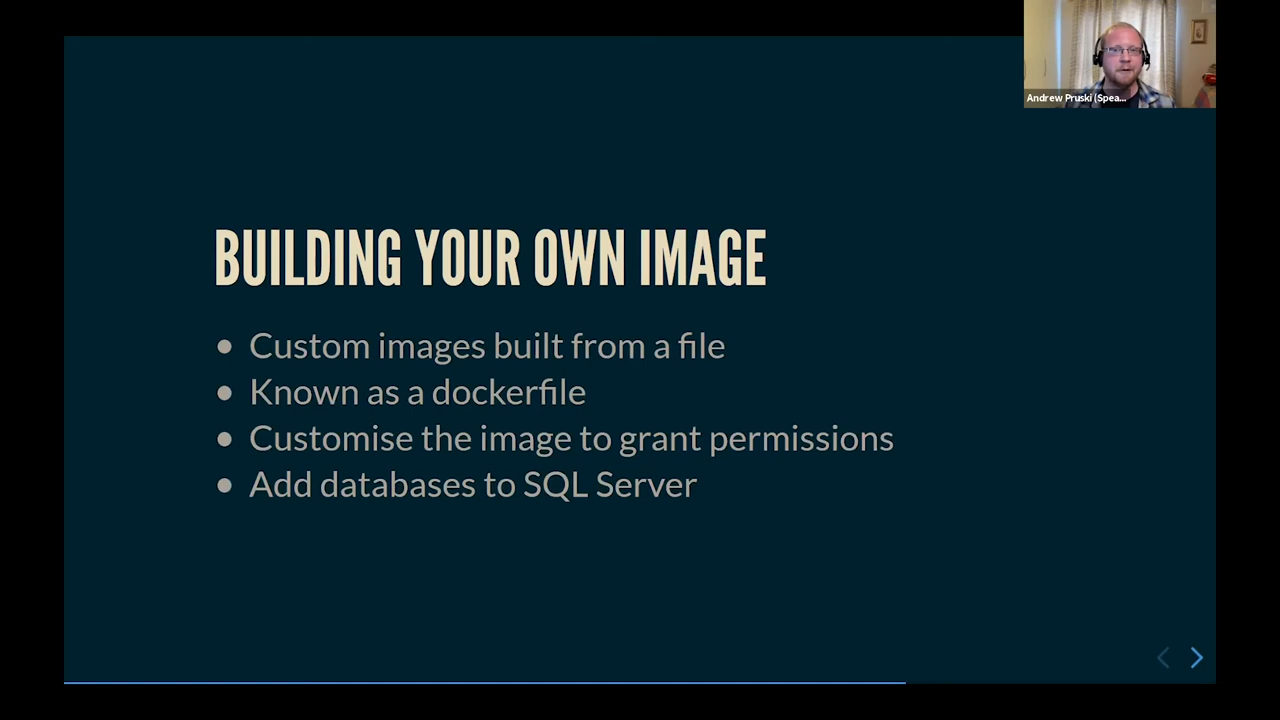 Andrew Pruski (Spea...
BUILDING YOUR OWN IMAGE
Custom images built from a file
Known as a dockerfile
Customise the image to grant permissions
Add databases to SQL Server